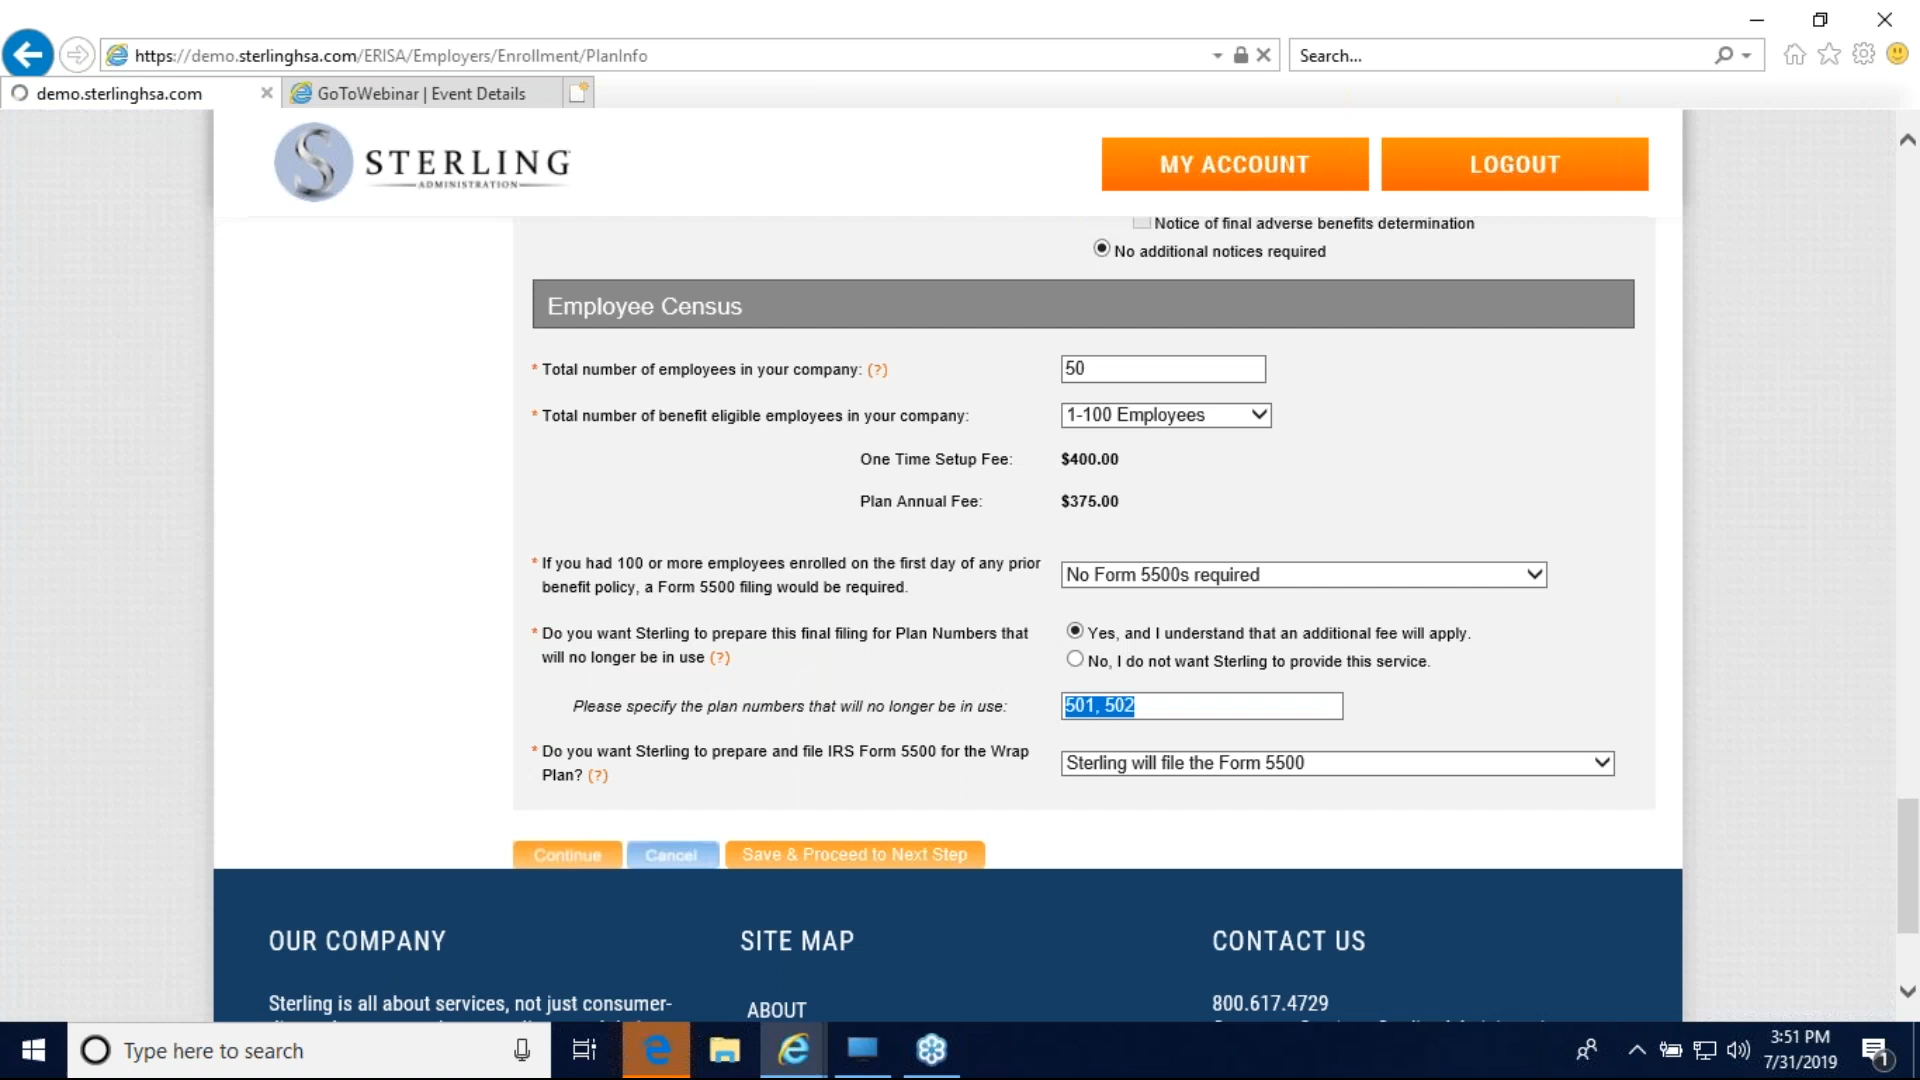 https://demo.sterlinghsa.com/ERISA/Employers/Enrollment/PlanInfo
Search...
demo.sterlinghsa.com
GoToWebinar | Event Details
STERLING
ADMINISTRATION
MY ACCOUNT
LOGOUT
Notice of final adverse benefits determination
No additional notices required
Employee Census
* Total number of employees in your company: (?)
50
* Total number of benefit eligible employees in your company:
1-100 Employees
One Time Setup Fee:
$400.00
Plan Annual Fee:
$375.00
* If you had 100 or more employees enrolled on the first day of any prior
benefit policy, a Form 5500 filing would be required.
No Form 5500s required
* Do you want Sterling to prepare this final filing for Plan Numbers that
will no longer be in use (?)
Yes, and I understand that an additional fee will apply.
No, I do not want Sterling to provide this service.
Please specify the plan numbers that will no longer be in use:
501, 502
* Do you want Sterling to prepare and file IRS Form 5500 for the Wrap
Plan? (?)
Sterling will file the Form 5500
Continue
Cancel
Save & Proceed to Next Step
OUR COMPANY
SITE MAP
CONTACT US
Sterling is all about services, not just consumer-
ABOUT
800.617.4729
Type here to search
3:51 PM
7/31/2019
1